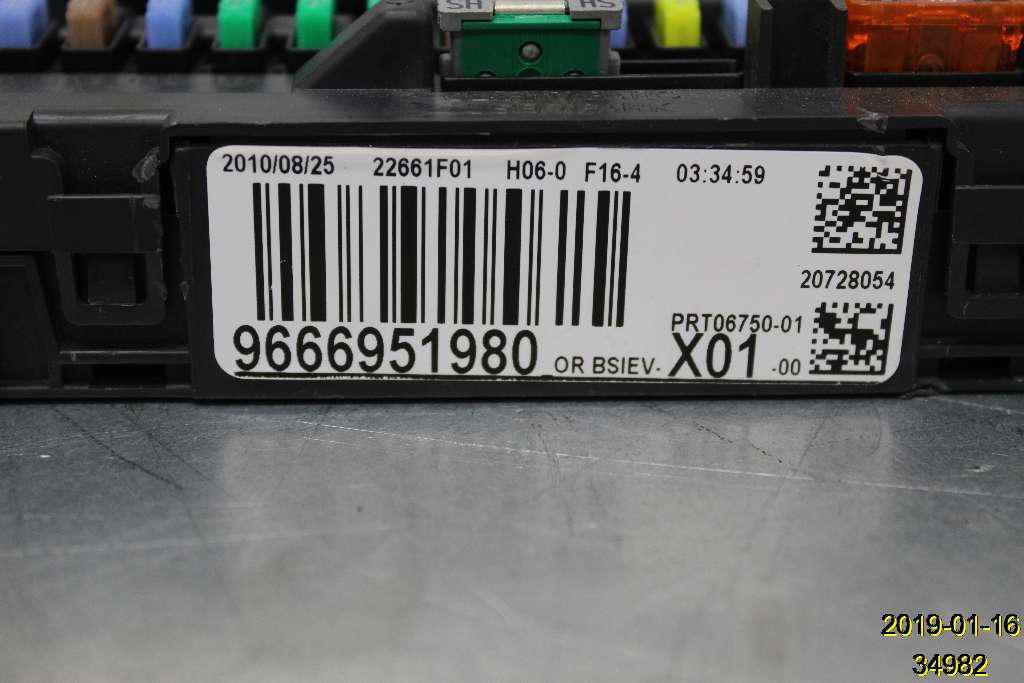 SH HS
2010/08/25 22661F01 H06-0 F16-4 03:34:59
20728054
PRT06750-01
9666951980 OR BSIEV- X01 -00
2019-01-16
34982